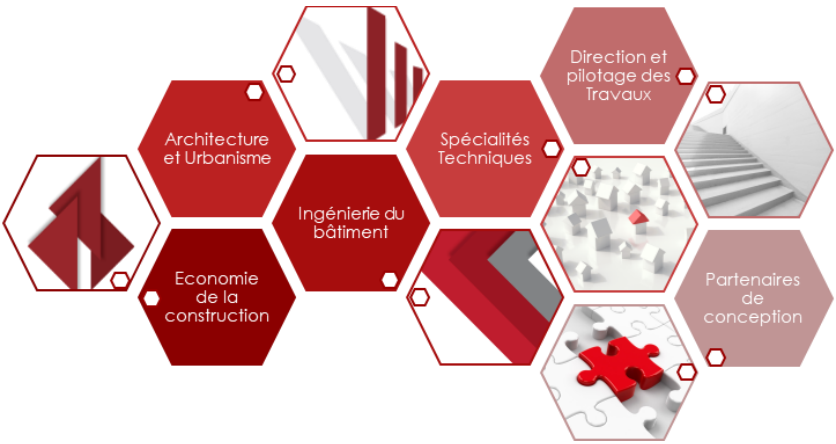 Direction et
pilotage des
Travaux
Architecture
et Urbanisme
Spécialités
Techniques
Ingénierie du
bâtiment
Economie
de la
construction
Partenaires
de
conception